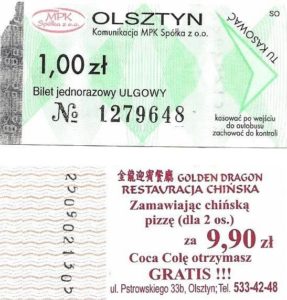 MPK
Spółka z o.o.
OLSZTYN
Komunikacja MPK Spółka z o.o.
SO
TU KASOWAĆ
1,00 zł
Bilet jednorazowy ULGOWY
№ 1279648
kasować po wejściu
do autobusu
zachować do kontroli
金龍迎賓餐廳 GOLDEN DRAGON
RESTAURACJA CHIŃSKA
Zamawiając chińską
pizzę (dla 2 os.)
za 9,90 zł
Coca Colę otrzymasz
GRATIS !!!
ul. Pstrowskiego 33b, Olsztyn; Tel. 533-42-48